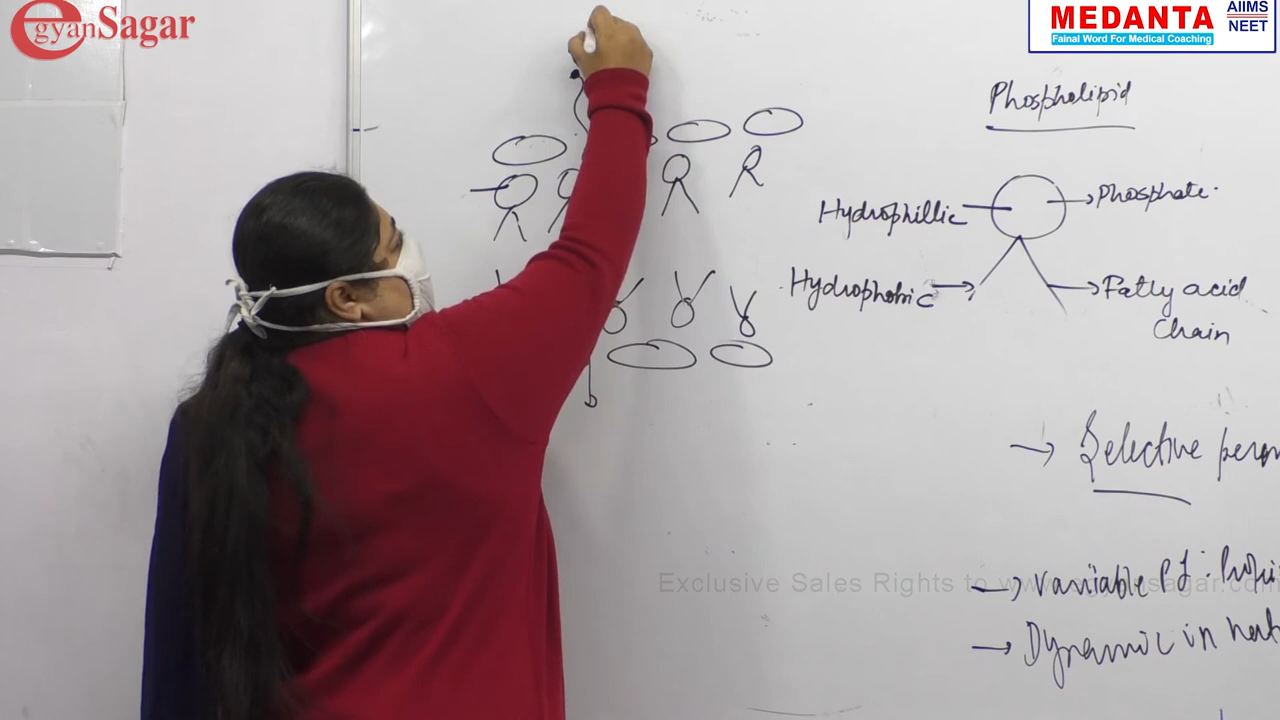 egyanSagar
MEDANTA
Fainal Word For Medical Coaching
AIIMS
NEET
Phospholipid
Hydrophillic
Phosphate.
Hydrophobic
Fatty acid
Chain
→ Selective
Exclusive Sales Rights to
→ Variable
→ Dynamic in